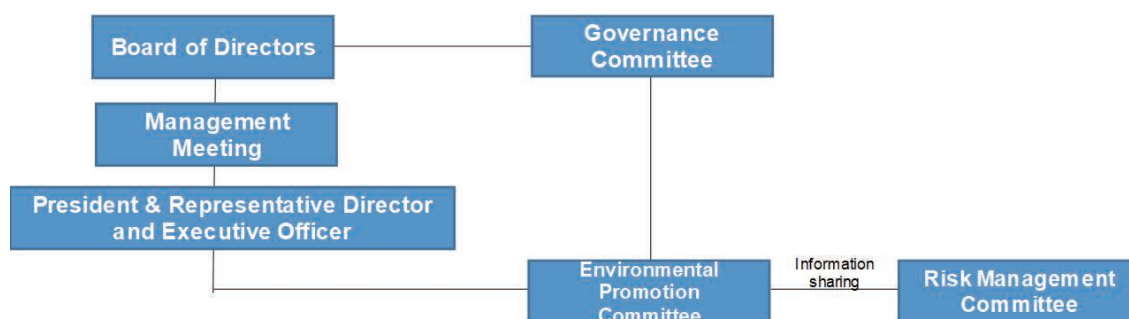 Board of Directors
Governance
Committee
Management
Meeting
President & Representative Director
and Executive Officer
Environmental
Promotion
Committee
Information
sharing
Risk Management
Committee